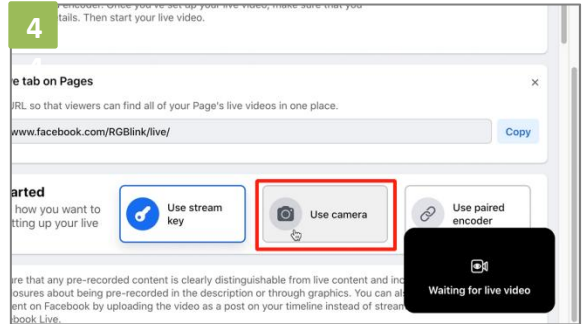 4
encoder. Once you've set up your live video, make sure that you
tails. Then start your live video.
e tab on Pages
×
URL so that viewers can find all of your Page's live videos in one place.
www.facebook.com/RGBlink/live/
Copy
arted
how you want to
tting up your live
Use stream
key
Use camera
Use paired
encoder
Waiting for live video
re that any pre-recorded content is clearly distinguishable from live content and inc
osures about being pre-recorded in the description or through graphics. You can al
ent on Facebook by uploading the video as a post on your timeline instead of stream
ebook Live.